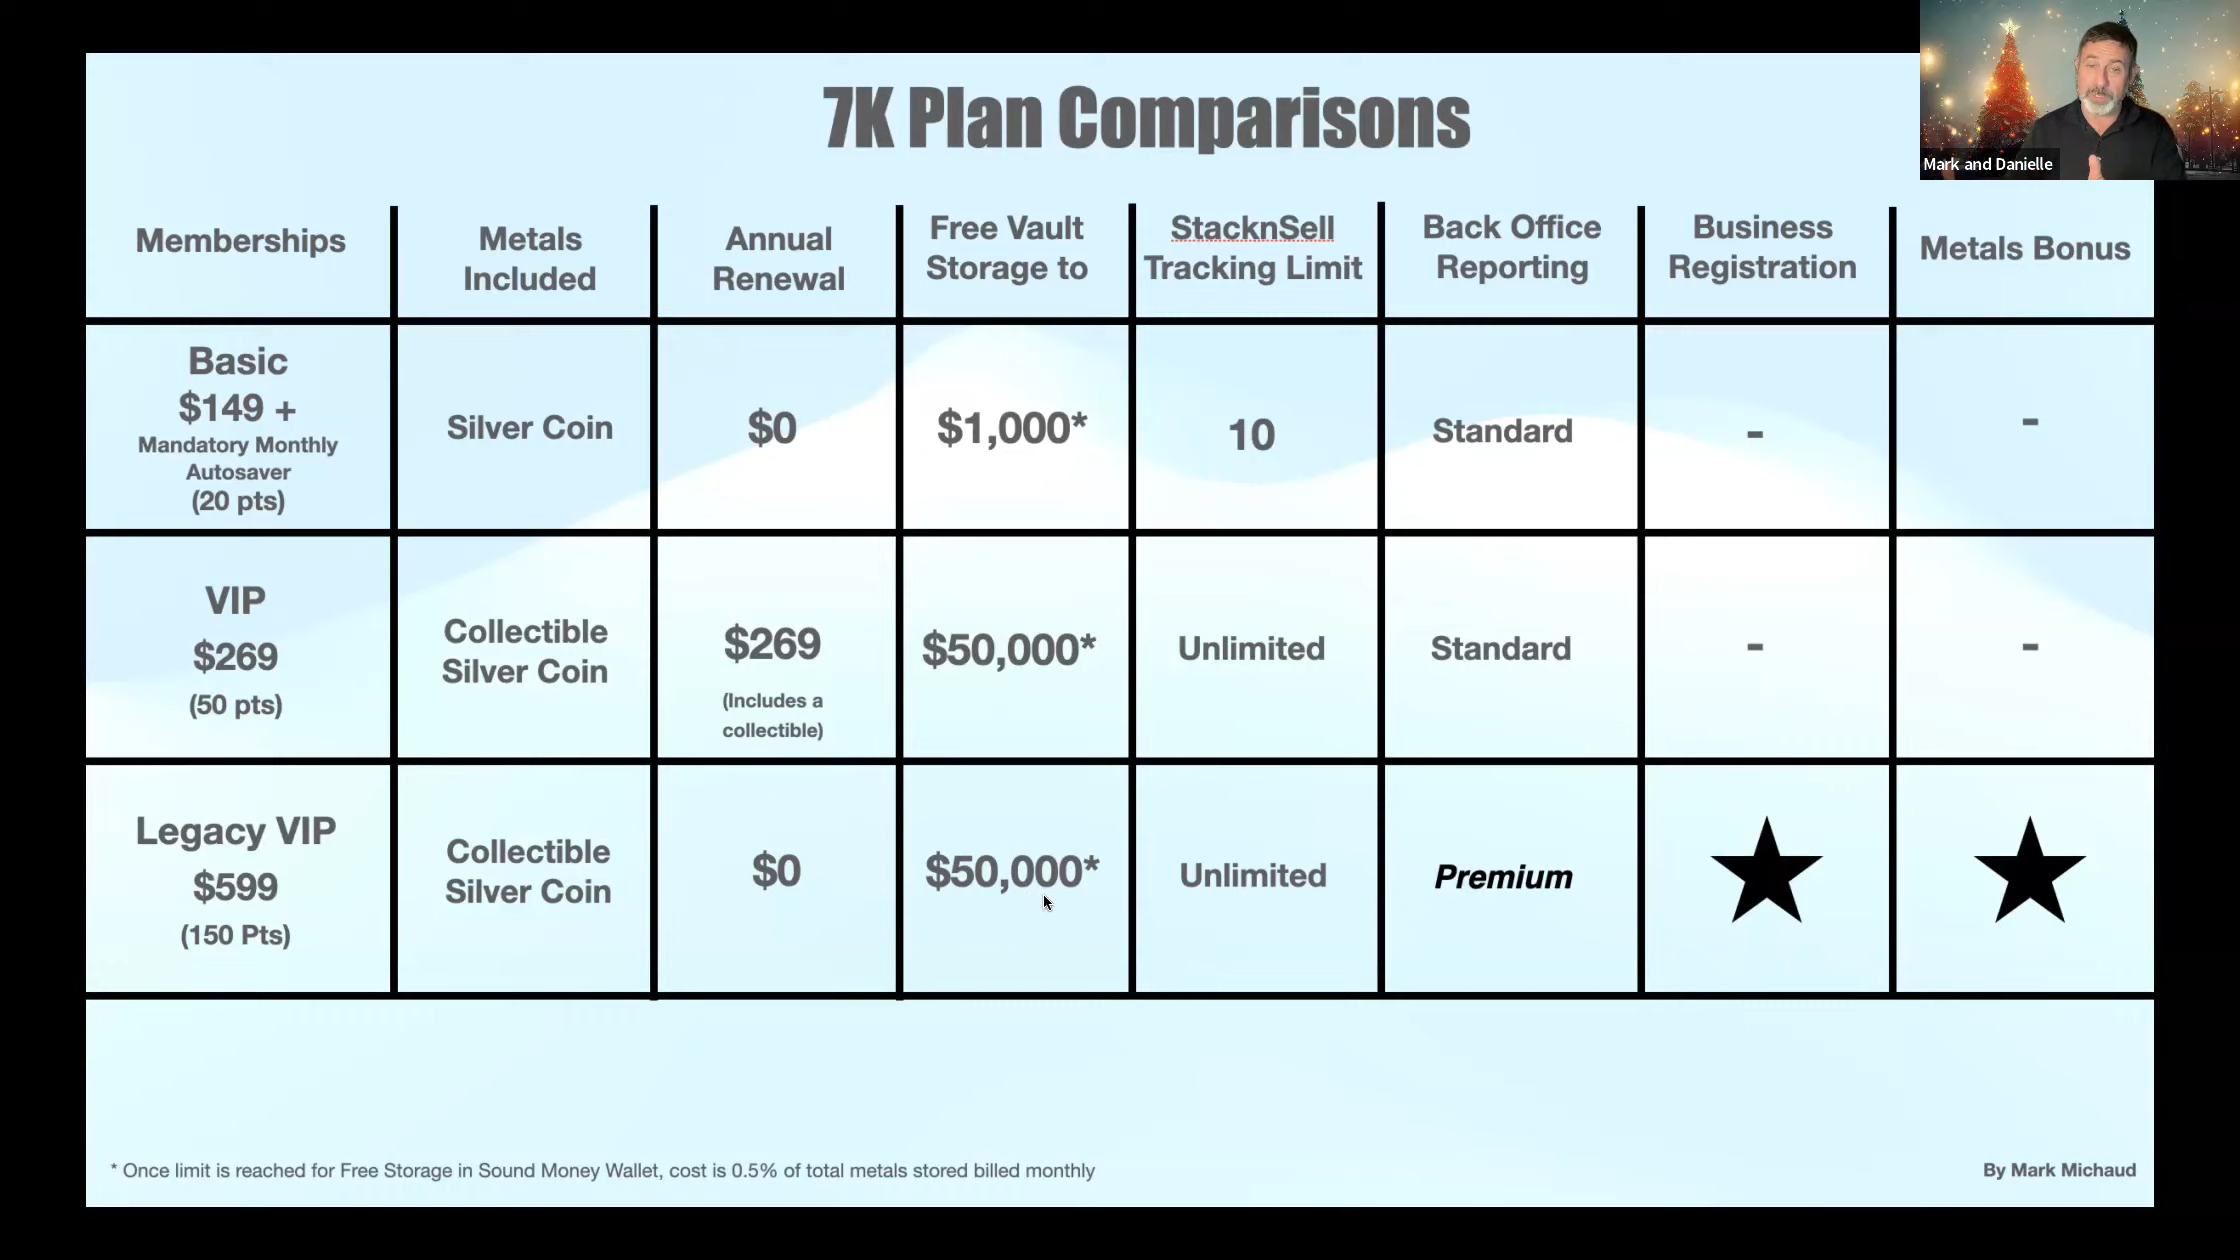 7K Plan Comparisons
Mark and Danielle
Memberships
Metals
Included
Annual
Renewal
Free Vault
Storage to
StacknSell
Tracking Limit
Back Office
Reporting
Business
Registration
Metals Bonus
Basic
$149 +
Mandatory Monthly
Autosaver
(20 pts)
Silver Coin
$0
$1,000*
10
Standard
-
-
VIP
$269
(50 pts)
Collectible
Silver Coin
$269
(Includes a
collectible)
$50,000*
Unlimited
Standard
-
-
Legacy VIP
$599
(150 Pts)
Collectible
Silver Coin
$0
$50,000*
Unlimited
Premium
* Once limit is reached for Free Storage in Sound Money Wallet, cost is 0.5% of total metals stored billed monthly
By Mark Michaud